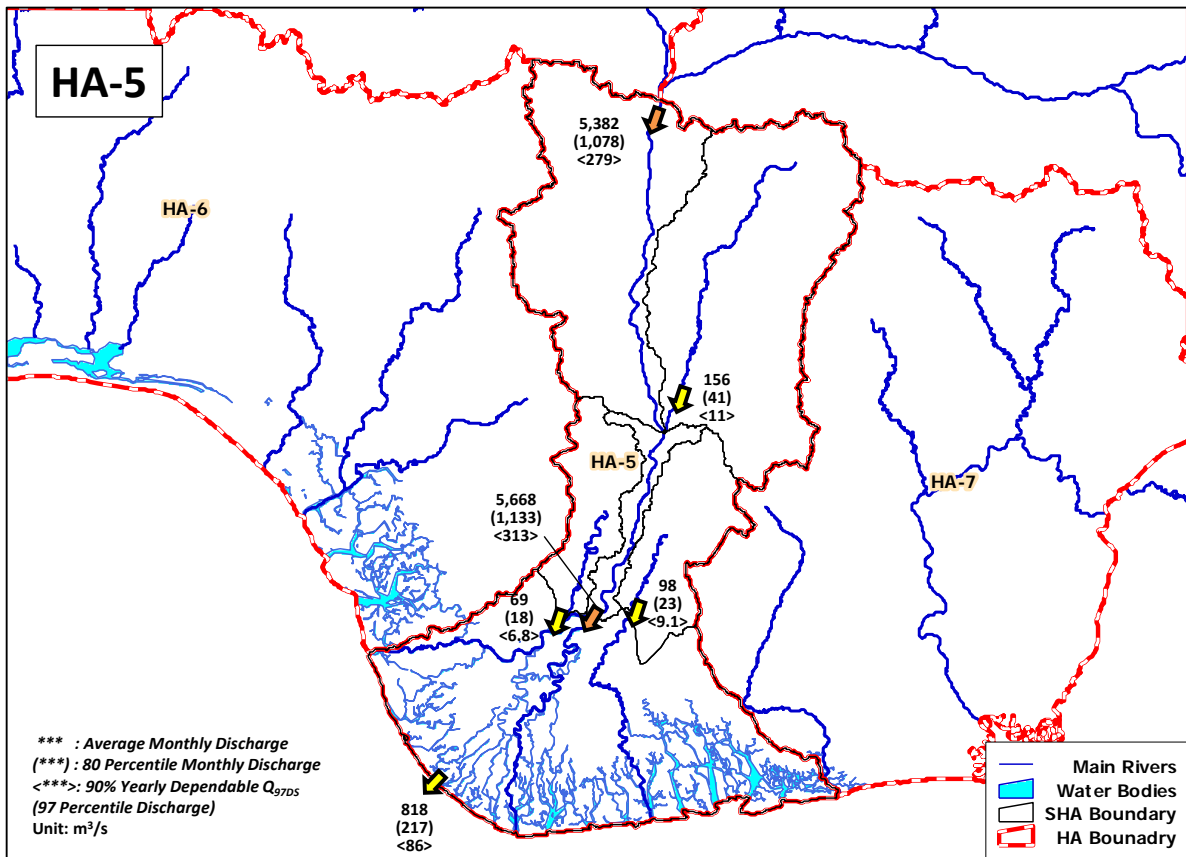 HA-5
5,382
(1,078)
<279>
HA-6
156
(41)
<11>
HA-5
HA-7
5,668
(1,133)
<313>
69
(18)
<6.8>
98
(23)
<9.1>
818
(217)
<86>
*** : Average Monthly Discharge
(***) : 80 Percentile Monthly Discharge
<***>: 90% Yearly Dependable Q97DS
(97 Percentile Discharge)
Unit: m³/s
Main Rivers
Water Bodies
SHA Boundary
HA Bounadry